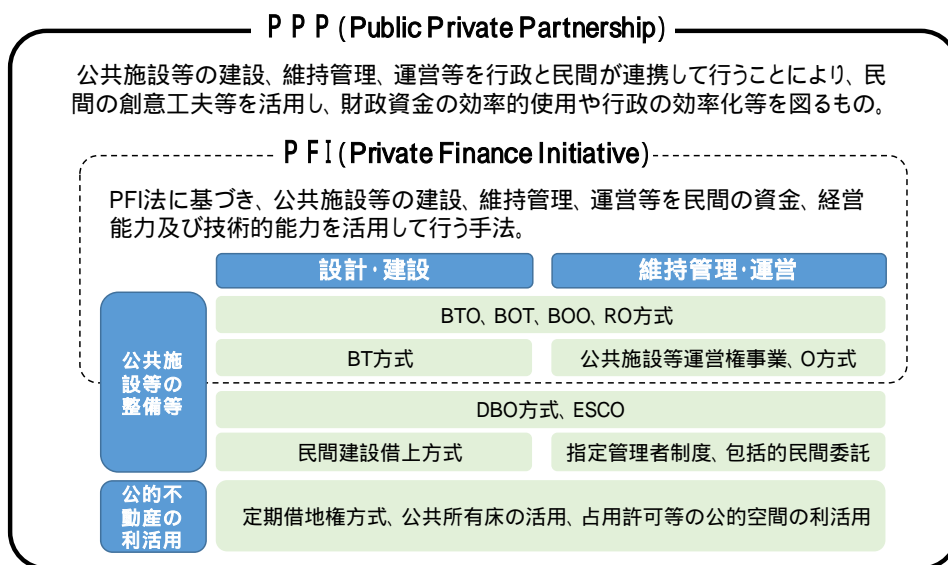 PPP(Public Private Partnership)
公共施設等の建設、維持管理、運営等を行政と民間が連携して行うことにより、民
間の創意工夫等を活用し、財政資金の効率的使用や行政の効率化等を図るもの。
PFI(Private Finance Initiative)
PFI法に基づき、公共施設等の建設、維持管理、運営等を民間の資金、経営
能力及び技術的能力を活用して行う手法。
設計・建設
維持管理・運営
公共施
設等の
整備等
BTO、BOT、BOO、RO方式
BT方式
公共施設等運営権事業、O方式
DBO方式、ESCO
民間建設借上方式
指定管理者制度、包括的民間委託
公的不
動産の
利活用
定期借地権方式、公共所有床の活用、占用許可等の公的空間の利活用